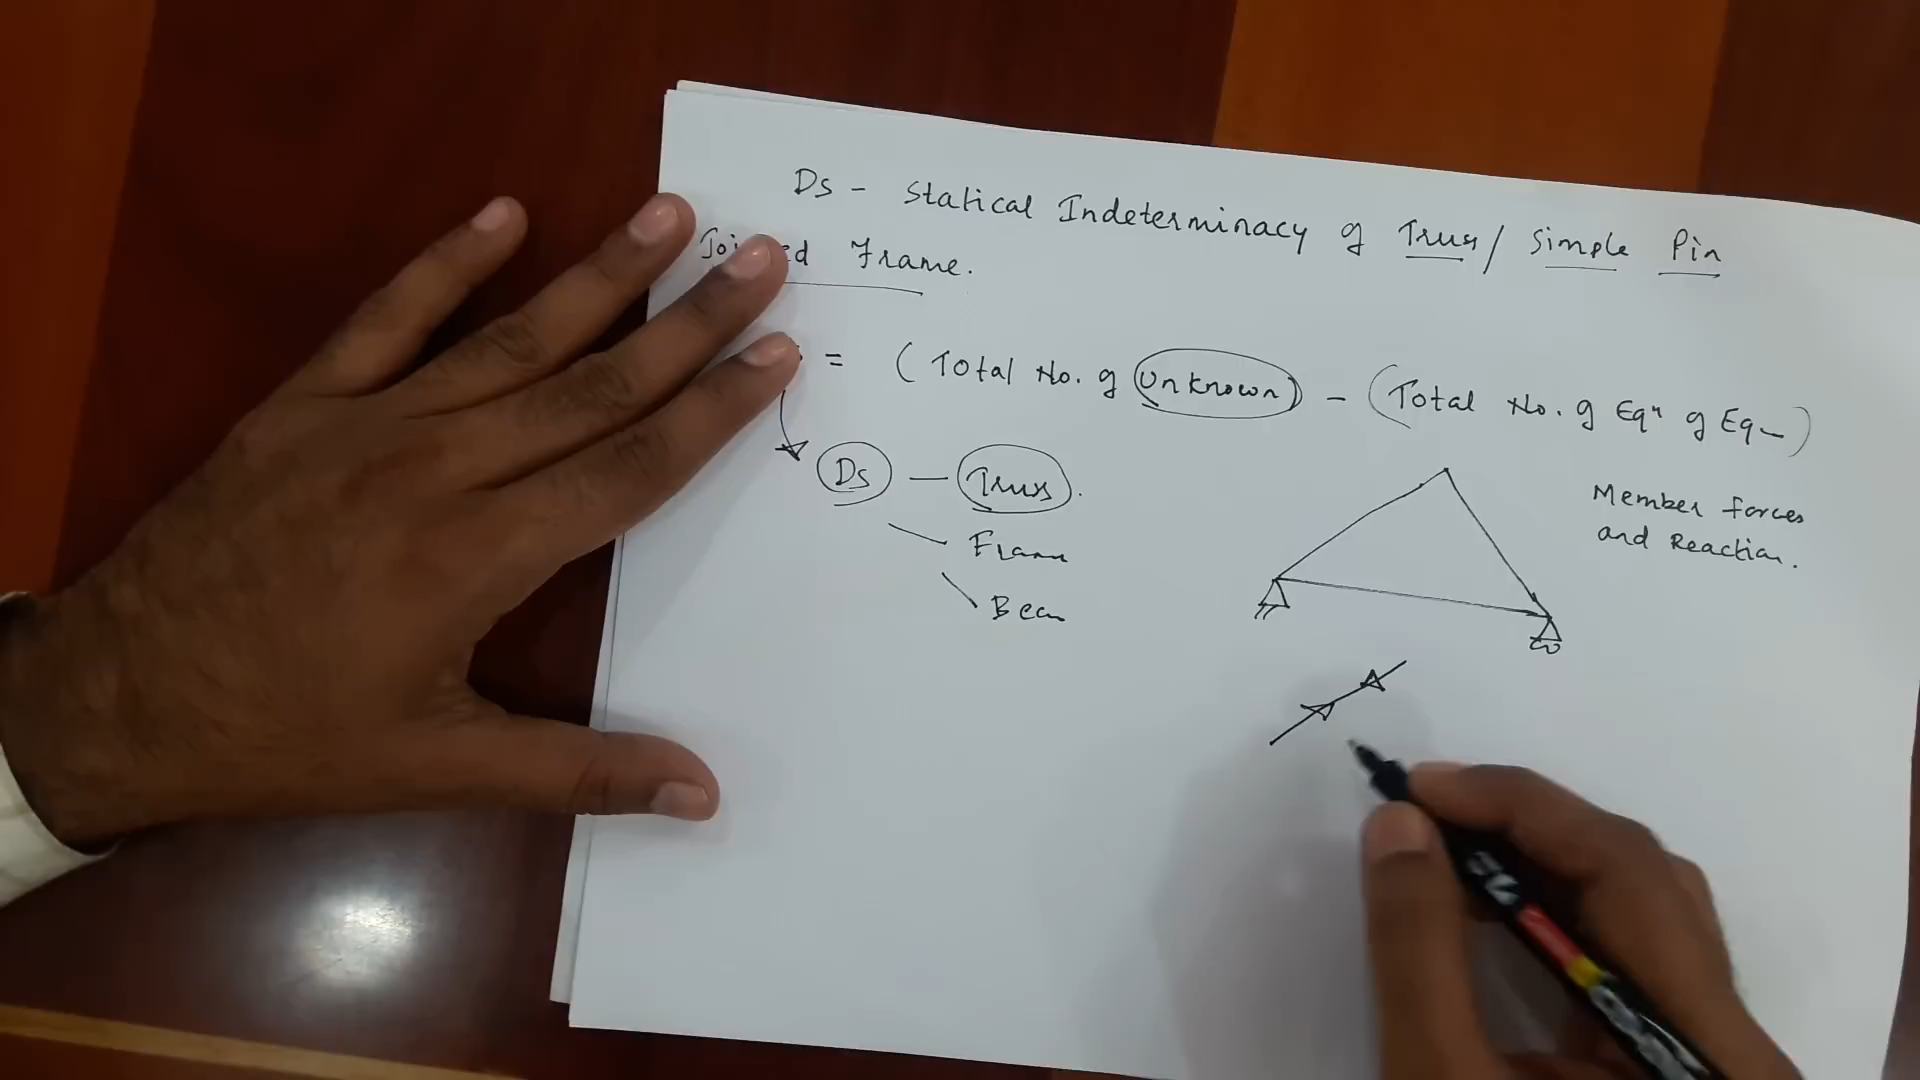 Ds - Statical Indeterminacy of Truss / Simple Pin
Frame.
= (Total No. of Unknown) - (Total No. of Eqn of Eq)
Ds - Truss.
Frame
Beam
Member forces
and Reaction.